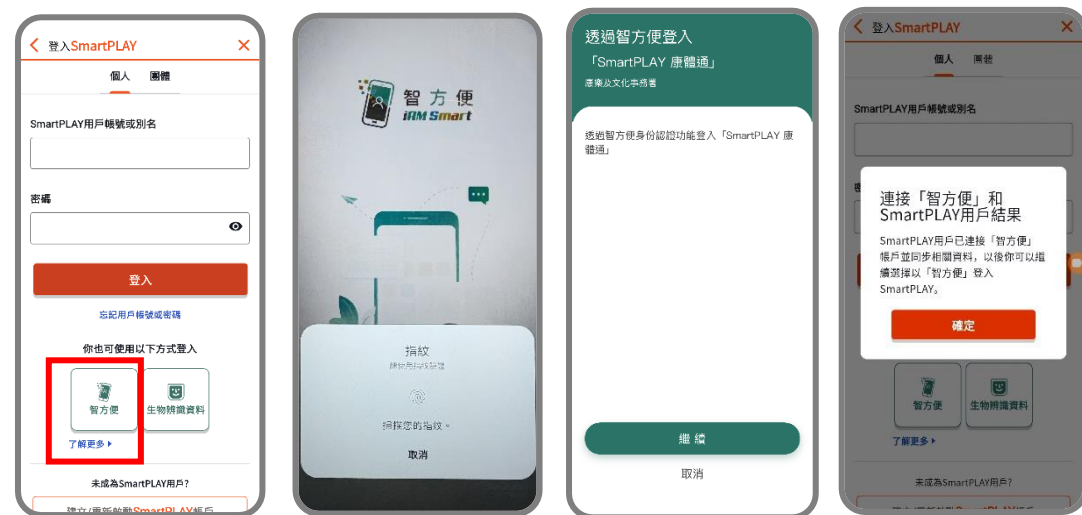 登入SmartPLAY
個人 團體
SmartPLAY用戶帳號或別名
密碼
登入
忘記用戶帳號或密碼
你也可使用以下方式登入
智方便
生物辨識資料
了解更多
未成為SmartPLAY用戶?
建立/重新啟動SmartPLAY帳戶
智方便
iAM Smart
指紋
掃描您的指紋。
取消
透過智方便登入
「SmartPLAY 康體通」
康樂及文化事務署
透過智方便身份認證功能登入「SmartPLAY 康
體通」
繼續
取消
登入SmartPLAY
個人 團體
SmartPLAY用戶帳號或別名
連接「智方便」和
SmartPLAY用戶結果
SmartPLAY用戶已連接「智方便」
帳戶並同步相關資料，以後你可以繼
續選擇以「智方便」登入
SmartPLAY。
確定
智方便
生物辨識資料
了解更多
未成為SmartPLAY用戶?